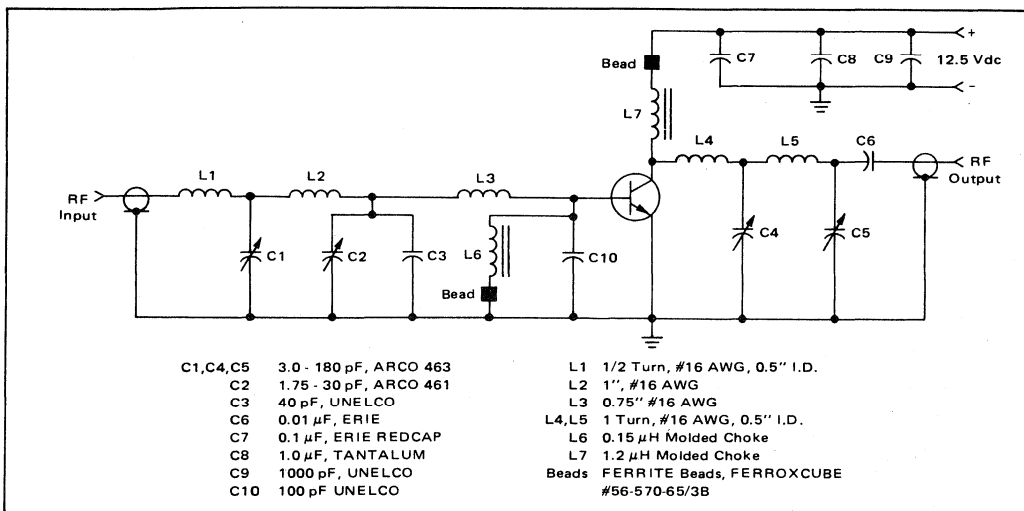 Bead
C7
C8
C9
+
12.5 Vdc
-
L7
L4
L5
C6
RF
Output
RF
Input
L1
L2
L3
C1
C2
C3
L6
Bead
C10
C4
C5
C1,C4,C5 3.0 - 180 pF, ARCO 463
C2 1.75 - 30 pF, ARCO 461
C3 40 pF, UNELCO
C6 0.01 μF, ERIE
C7 0.1 μF, ERIE REDCAP
C8 1.0 μF, TANTALUM
C9 1000 pF, UNELCO
C10 100 pF UNELCO
L1 1/2 Turn, #16 AWG, 0.5" I.D.
L2 1", #16 AWG
L3 0.75" #16 AWG
L4,L5 1 Turn, #16 AWG, 0.5" I.D.
L6 0.15 μH Molded Choke
L7 1.2 μH Molded Choke
Beads FERRITE Beads, FERROXCUBE
#56-570-65/3B